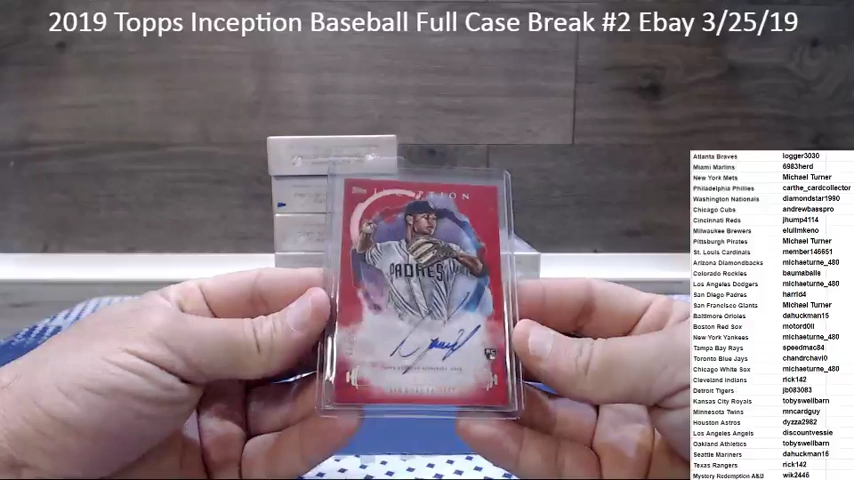 2019 Topps Inception Baseball Full Case Break #2 Ebay 3/25/19
Atlanta Braves logger3030
Miami Marlins 6983herd
New York Mets Michael Turner
Philadelphia Phillies carthe_cardcollector
Washington Nationals diamondstar1990
Chicago Cubs andrewbasspro
Cincinnati Reds jhump4114
Milwaukee Brewers
Pittsburgh Pirates Michael Turner
St. Louis Cardinals member146651
Arizona Diamondbacks michaeturne_480
Colorado Rockies baumaballs
Los Angeles Dodgers michaeturne_480
San Diego Padres harrid4
San Francisco Giants Michael Turner
Baltimore Orioles dahuckman15
Boston Red Sox
New York Yankees michaeturne_480
Tampa Bay Rays speedmac84
Toronto Blue Jays chandrchavi0
Chicago White Sox michaeturne_480
Cleveland Indians rick142
Detroit Tigers jb083083
Kansas City Royals tobyswellbarn
Minnesota Twins mncardguy
Houston Astros dyzza2982
Los Angeles Angels discountvessie
Oakland Athletics tobyswellbarn
Seattle Mariners dahuckman15
Texas Rangers rick142
Mystery Redemption A&B wik2446
INCEPTION
PADRES
RC